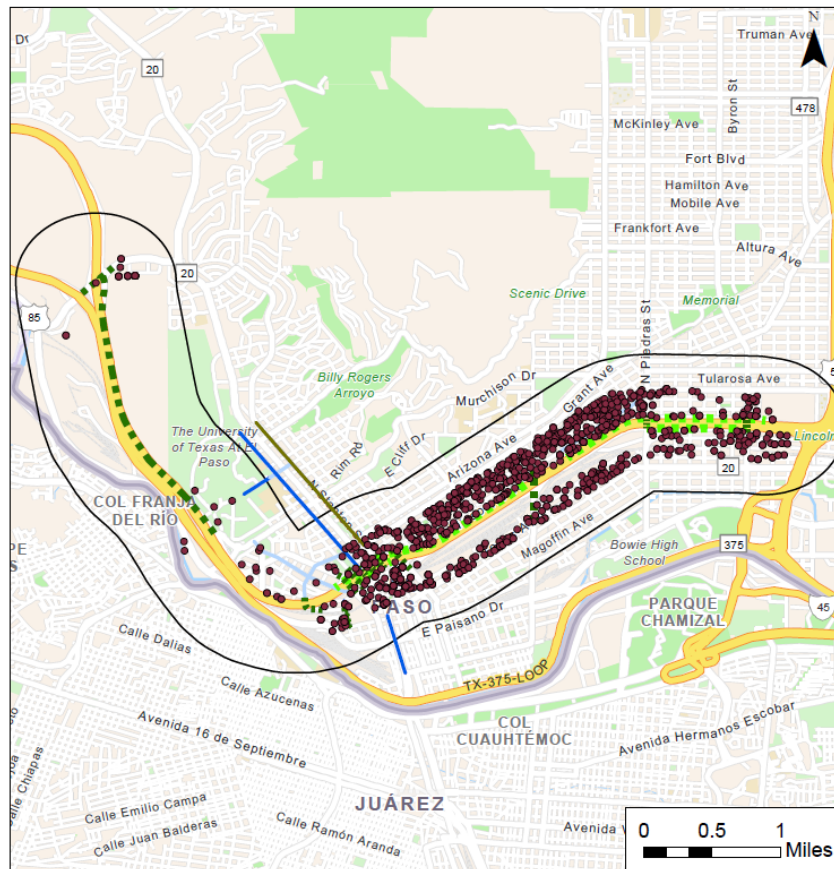 N
Truman Ave
Dr
20
Byron St
478
McKinley Ave
Fort Blvd
Hamilton Ave
Mobile Ave
Frankfort Ave
Altura Ave
20
Scenic Drive
Memorial
85
N Piedras St
Billy Rogers
Arroyo
Murchison Dr
Grant Ave
Tularosa Ave
The University
of Texas At El
Paso
Rim Rd
E Cliff Dr
Arizona Ave
Lincoln
20
COL FRANJA
DEL RÍO
Magoffin Ave
Bowie High
School
375
ASO
E Paisano Dr
PARQUE
CHAMIZAL
45
Calle Dalias
TX-375-LOOP
Calle Azucenas
COL
CUAUHTÉMOC
Avenida 16 de Septiembre
Avenida Hermanos Escobar
Calle Chiapas
JUÁREZ
Calle Emilio Campa
Calle Juan Balderas
Calle Ramón Aranda
Avenida
0 0.5 1
Miles